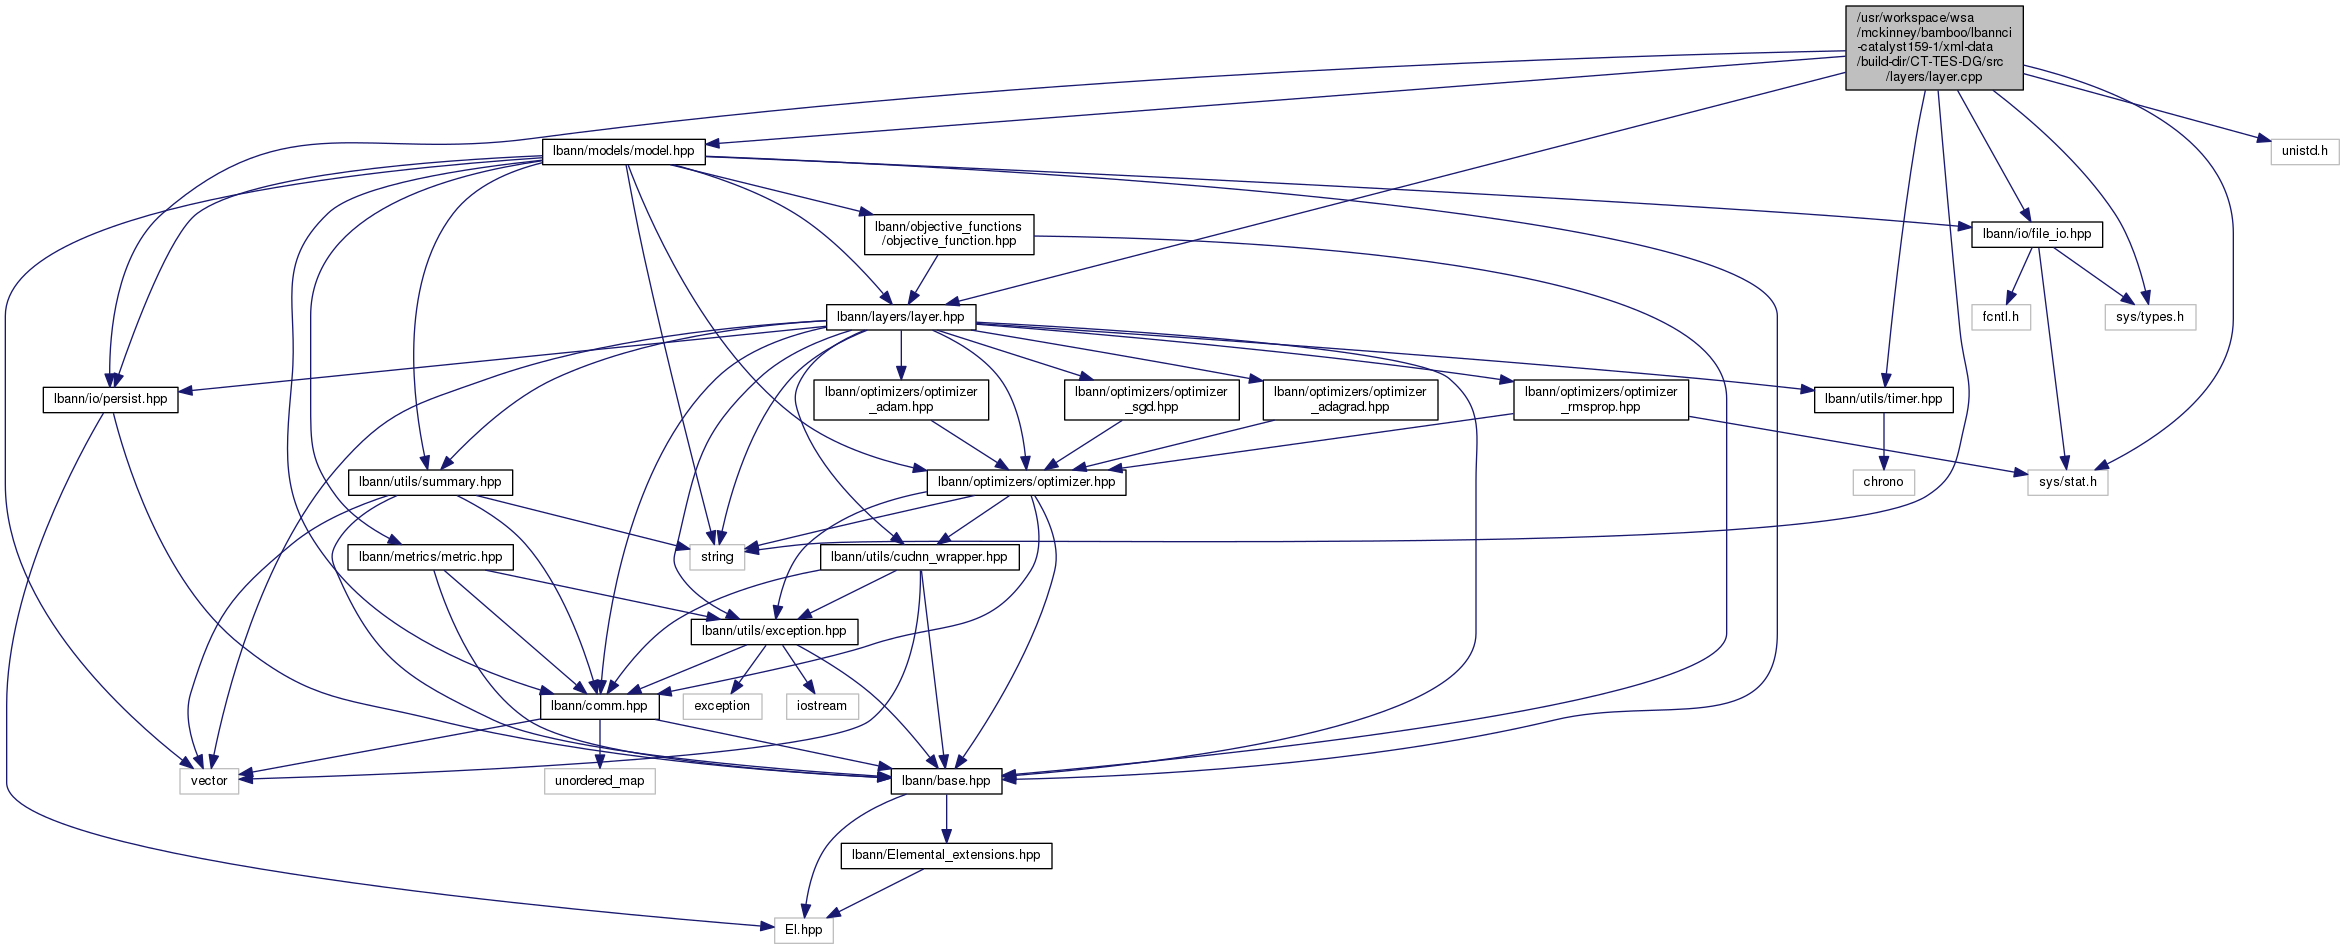 /usr/workspace/wsa
/mckinney/bamboo/lbannci
-catalyst159-1/xml-data
/build-dir/CT-TES-DG/src
/layers/layer.cpp
lbann/models/model.hpp
unistd.h
lbann/objective_functions
/objective_function.hpp
lbann/io/file_io.hpp
lbann/layers/layer.hpp
fcntl.h
sys/types.h
lbann/io/persist.hpp
lbann/optimizers/optimizer
_adam.hpp
lbann/optimizers/optimizer
_sgd.hpp
lbann/optimizers/optimizer
_adagrad.hpp
lbann/optimizers/optimizer
_rmsprop.hpp
lbann/utils/timer.hpp
lbann/utils/summary.hpp
lbann/optimizers/optimizer.hpp
chrono
sys/stat.h
lbann/metrics/metric.hpp
string
lbann/utils/cudnn_wrapper.hpp
lbann/utils/exception.hpp
lbann/comm.hpp
exception
iostream
vector
unordered_map
lbann/base.hpp
lbann/Elemental_extensions.hpp
El.hpp